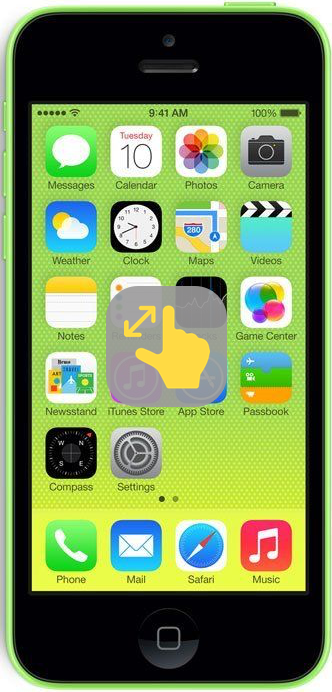 9:41 AM 100%
Messages Calendar Photos Camera
Tuesday
10
Weather Clock Maps Videos
280
Notes Game Center
Newsstand iTunes Store App Store Passbook
N
W E
S
Compass Settings
Phone Mail Safari Music